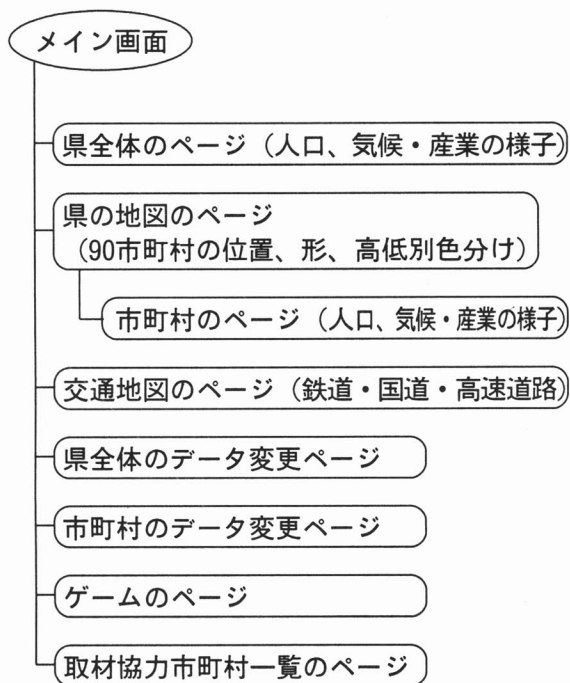 メイン画面
県全体のページ（人口、気候・産業の様子）
県の地図のページ
（90市町村の位置、形、高低別色分け）
市町村のページ（人口、気候・産業の様子）
交通地図のページ（鉄道・国道・高速道路）
県全体のデータ変更ページ
市町村のデータ変更ページ
ゲームのページ
取材協力市町村一覧のページ